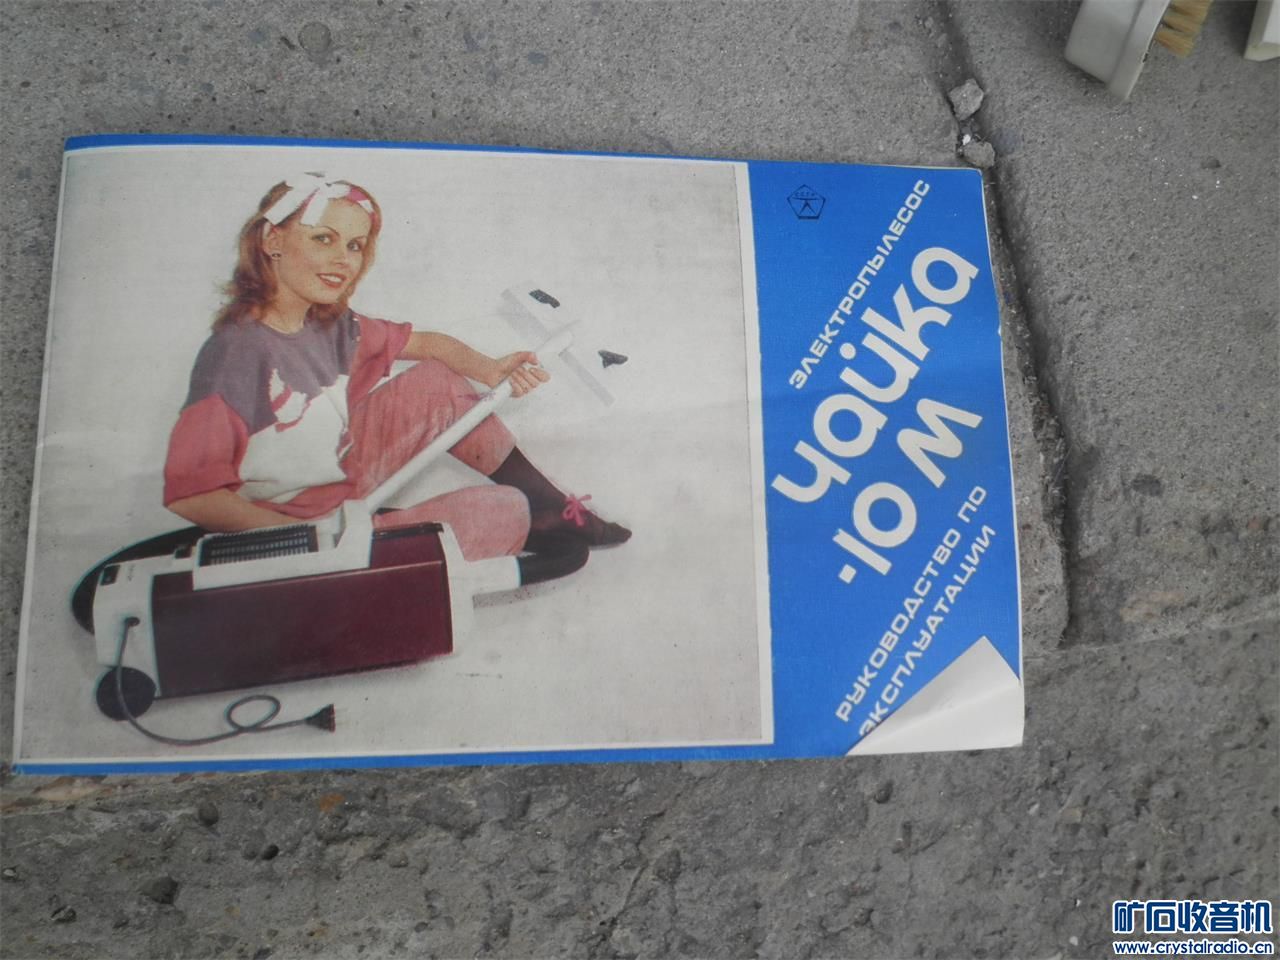 ЭЛЕКТРОПЫЛЕСОС
Чайка
-10 М
РУКОВОДСТВО ПО
ЭКСПЛУАТАЦИИ
矿石收音机
www.crystalradio.cn